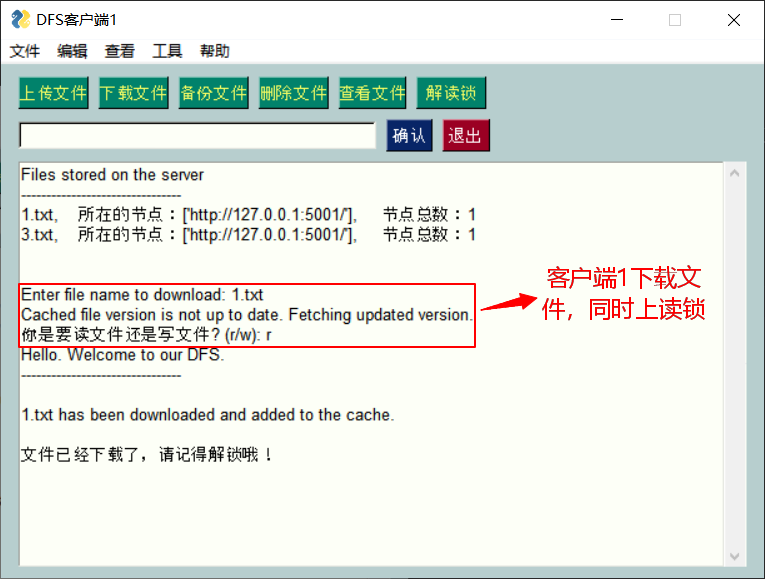 DFS客户端1
文件 编辑 查看 工具 帮助
上传文件 下载文件 备份文件 删除文件 查看文件 解读锁
确认 退出
Files stored on the server
--------------------------------
1.txt, 所在的节点：['http://127.0.0.1:5001/'], 节点总数：1
3.txt, 所在的节点：['http://127.0.0.1:5001/'], 节点总数：1
Enter file name to download: 1.txt
Cached file version is not up to date. Fetching updated version.
你是要读文件还是写文件? (r/w): r
Hello. Welcome to our DFS.
--------------------------------
1.txt has been downloaded and added to the cache.
文件已经下载了，请记得解锁哦！
客户端1下载文
件，同时上读锁